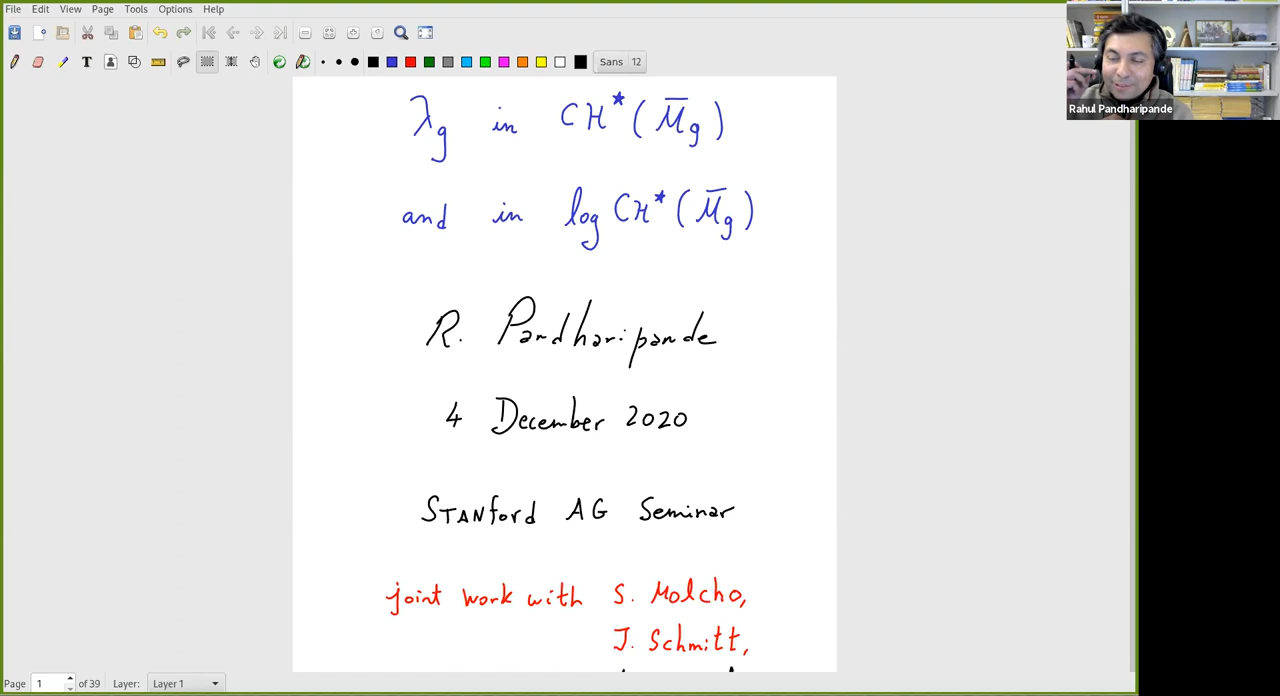 File Edit View Page Tools Options Help
Sans 12
Rahul Pandharipande
λg in CH*(M̄g)
and in log CH*(M̄g)
R. Pandharipande
4 December 2020
STANford AG Seminar
joint work with S. Molcho,
J. Schmitt,
Page 1 of 39 Layer: Layer 1